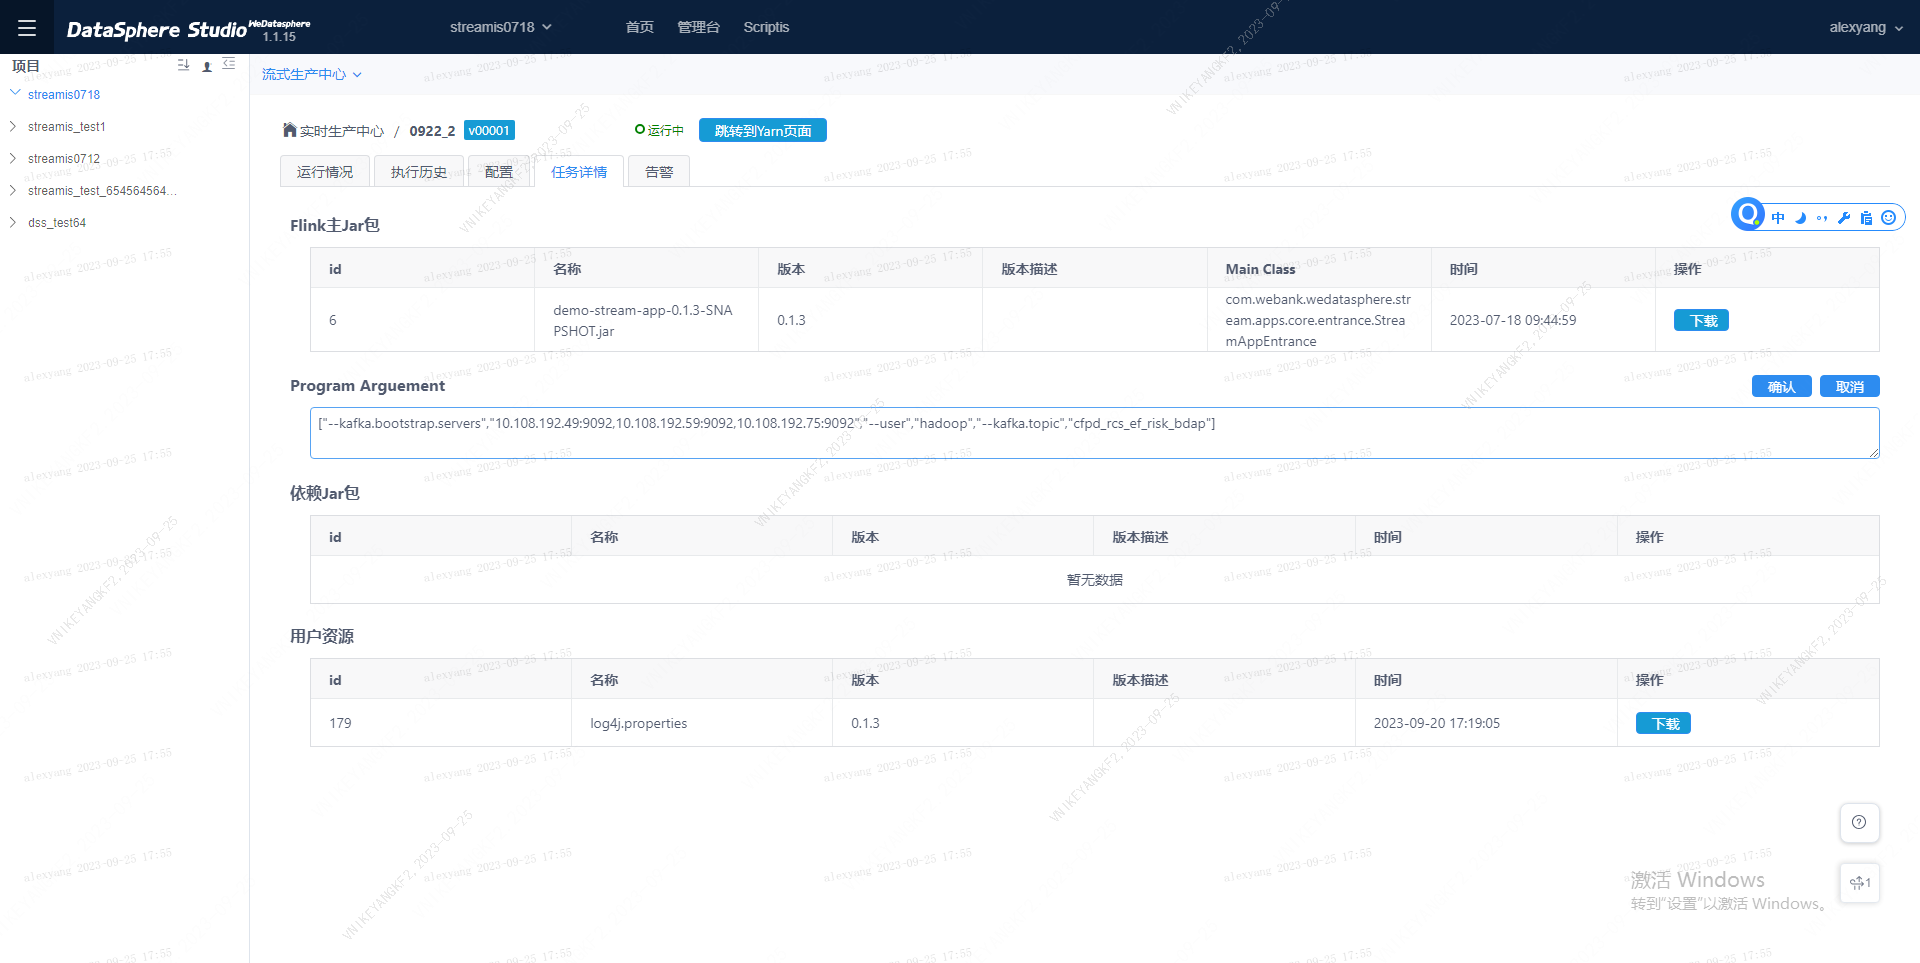 DataSphere Studio
WeDatasphere
1.1.15
streamis0718
首页 管理台 Scriptis
alexyang
项目
streamis0718
streamis_test1
streamis0712
streamis_test_654564564...
dss_test64
流式生产中心
实时生产中心 / 0922_2 v00001 运行中 跳转到Yarn页面
运行情况 执行历史 配置 任务详情 告警
中
Flink主Jar包
id 名称 版本 版本描述 Main Class 时间 操作
6 demo-stream-app-0.1.3-SNA
PSHOT.jar 0.1.3 com.webank.wedatasphere.str
eam.apps.core.entrance.Strea
mAppEntrance 2023-07-18 09:44:59 下载
Program Arguement 确认 取消
["--kafka.bootstrap.servers","10.108.192.49:9092,10.108.192.59:9092,10.108.192.75:9092","--user","hadoop","--kafka.topic","cfpd_rcs_ef_risk_bdap"]
依赖Jar包
id 名称 版本 版本描述 时间 操作
暂无数据
用户资源
id 名称 版本 版本描述 时间 操作
179 log4j.properties 0.1.3 2023-09-20 17:19:05 下载
1
激活 Windows
转到"设置"以激活 Windows。
alexyang 2023-09-25 17:55
VNIKEYANGKF2,2023-09-25